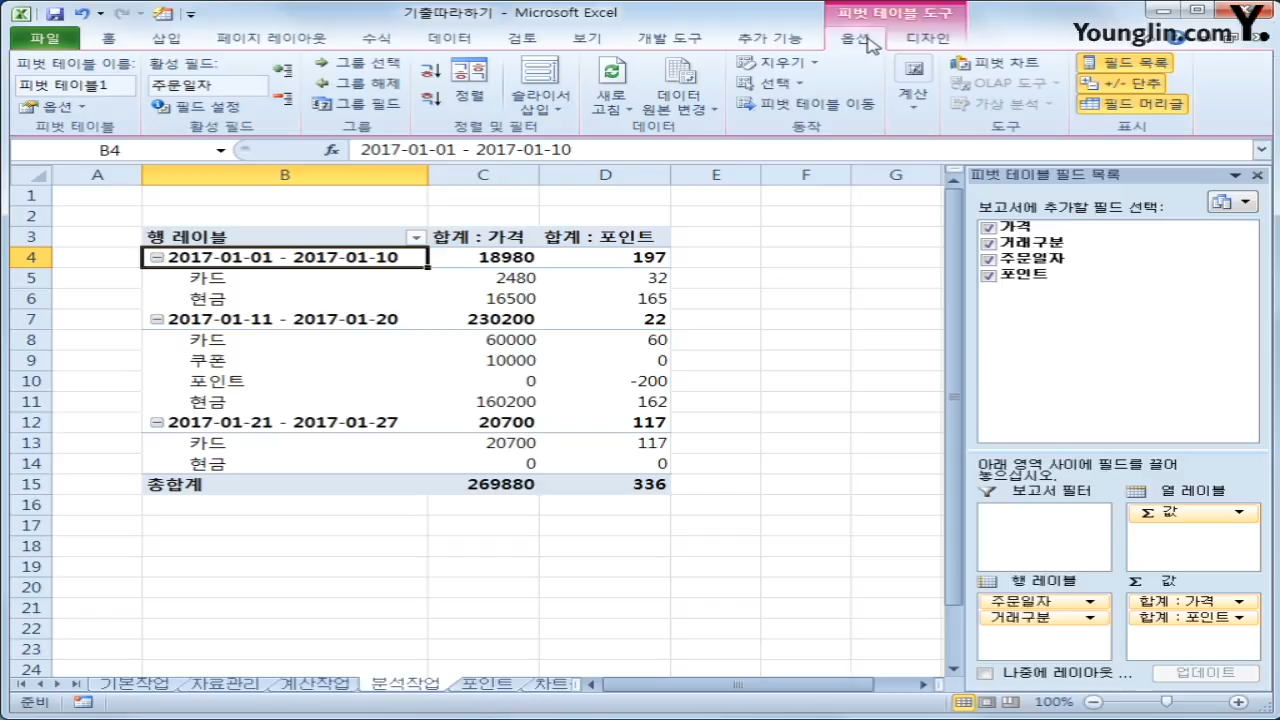 기출따라하기 - Microsoft Excel
피벗 테이블 도구
Younglin.com Y.
파일 홈 삽입 페이지 레이아웃 수식 데이터 검토 보기 개발 도구 추가 기능 옵션 디자인
피벗 테이블 이름:
피벗 테이블1
옵션
피벗 테이블
활성 필드:
주문일자
필드 설정
활성 필드
그룹 선택
그룹 해제
그룹 필드
그룹
정렬
슬라이서
삽입
정렬 및 필터
새로
고침
데이터
원본 변경
데이터
지우기
선택
피벗 테이블 이동
동작
계산
피벗 차트
OLAP 도구
가상 분석
도구
필드 목록
+/- 단추
필드 머리글
표시
B4 fx 2017-01-01 - 2017-01-10
A B C D E F G
1
2
3 행 레이블 합계 : 가격 합계 : 포인트
4 2017-01-01 - 2017-01-10 18980 197
5 카드 2480 32
6 현금 16500 165
7 2017-01-11 - 2017-01-20 230200 22
8 카드 60000 60
9 쿠폰 10000 0
10 포인트 0 -200
11 현금 160200 162
12 2017-01-21 - 2017-01-27 20700 117
13 카드 20700 117
14 현금 0 0
15 총합계 269880 336
16
17
18
19
20
21
22
23
24
피벗 테이블 필드 목록
보고서에 추가할 필드 선택:
가격
거래구분
주문일자
포인트
아래 영역 사이에 필드를 끌어
놓으십시오.
보고서 필터 열 레이블
Σ 값
행 레이블 Σ 값
주문일자 합계 : 가격
거래구분 합계 : 포인트
나중에 레이아웃 ... 업데이트
기본작업 자료관리 계산작업 분석작업 포인트 차트
준비 100%